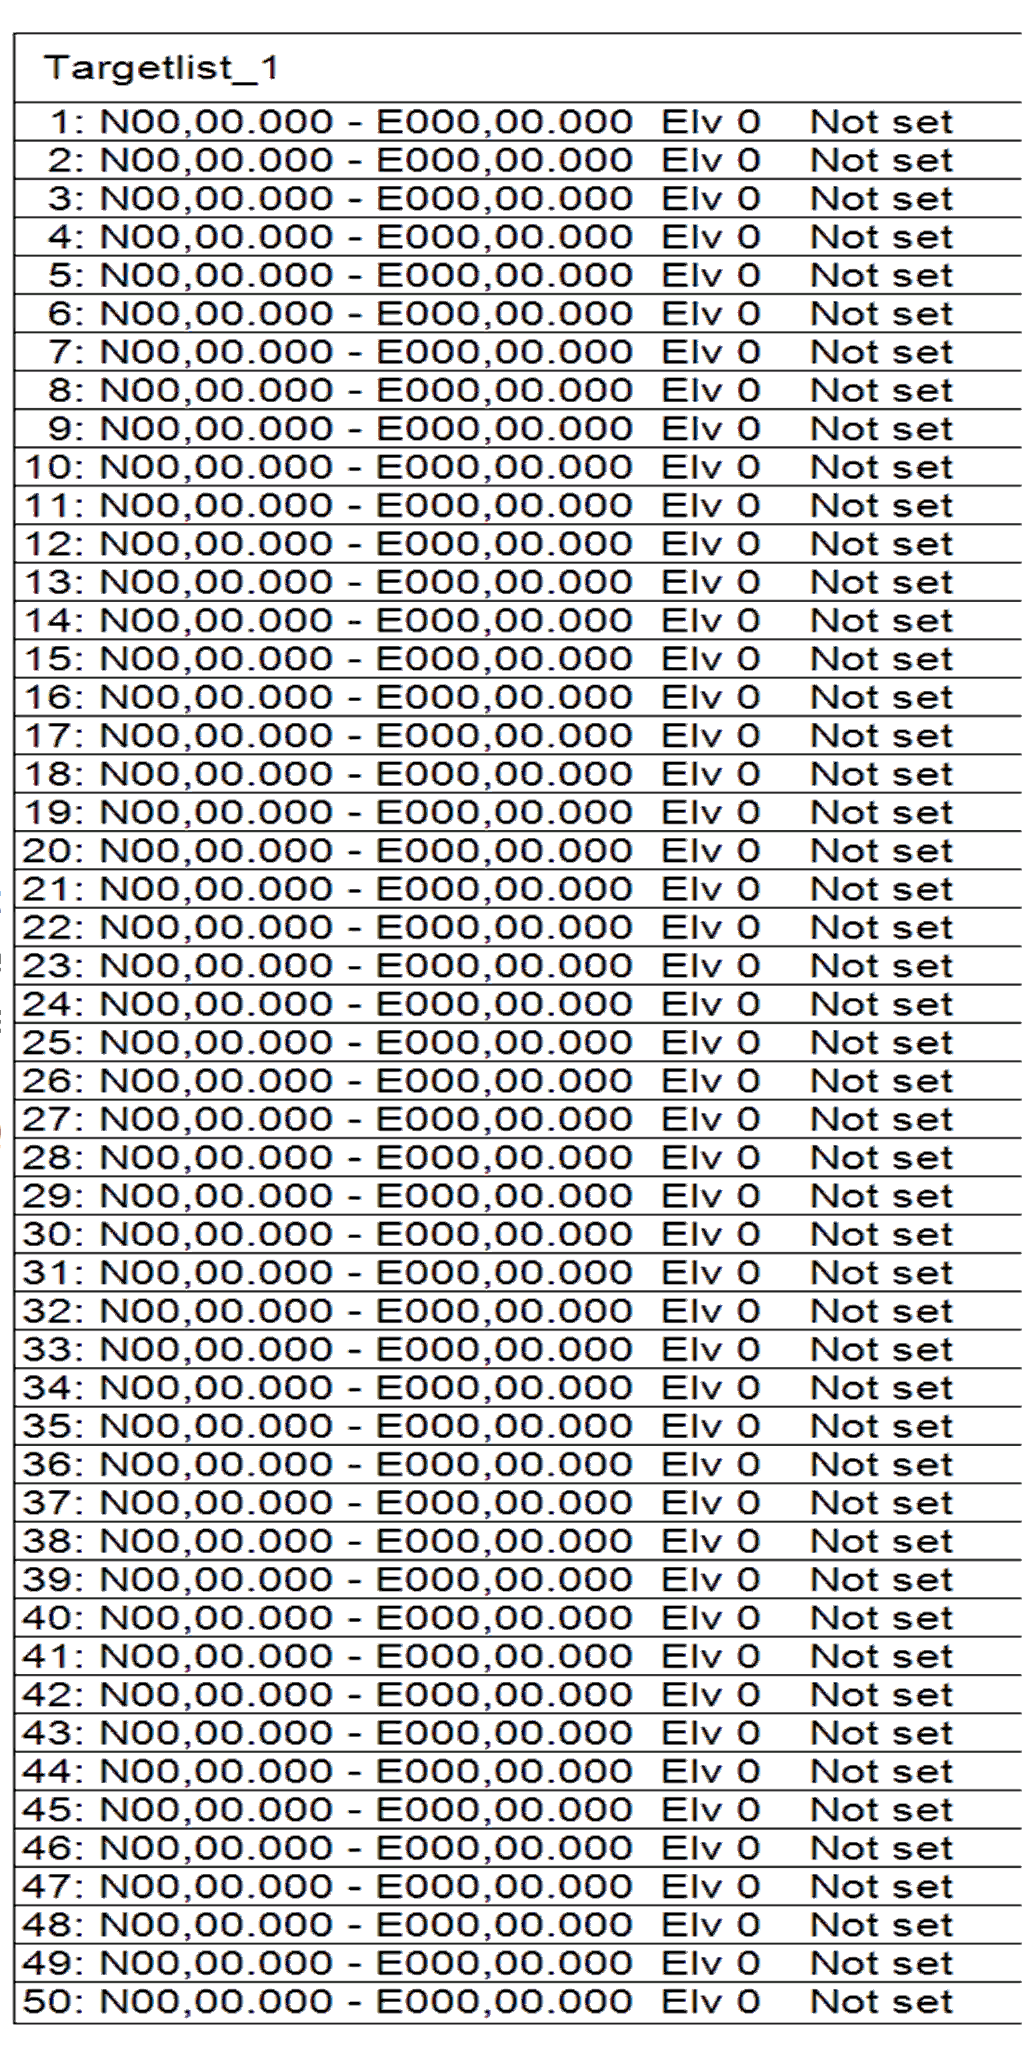 Targetlist_1
1: N00,00.000 - E000,00.000 Elv 0 Not set
2: N00,00.000 - E000,00.000 Elv 0 Not set
3: N00,00.000 - E000,00.000 Elv 0 Not set
4: N00,00.000 - E000,00.000 Elv 0 Not set
5: N00,00.000 - E000,00.000 Elv 0 Not set
6: N00,00.000 - E000,00.000 Elv 0 Not set
7: N00,00.000 - E000,00.000 Elv 0 Not set
8: N00,00.000 - E000,00.000 Elv 0 Not set
9: N00,00.000 - E000,00.000 Elv 0 Not set
10: N00,00.000 - E000,00.000 Elv 0 Not set
11: N00,00.000 - E000,00.000 Elv 0 Not set
12: N00,00.000 - E000,00.000 Elv 0 Not set
13: N00,00.000 - E000,00.000 Elv 0 Not set
14: N00,00.000 - E000,00.000 Elv 0 Not set
15: N00,00.000 - E000,00.000 Elv 0 Not set
16: N00,00.000 - E000,00.000 Elv 0 Not set
17: N00,00.000 - E000,00.000 Elv 0 Not set
18: N00,00.000 - E000,00.000 Elv 0 Not set
19: N00,00.000 - E000,00.000 Elv 0 Not set
20: N00,00.000 - E000,00.000 Elv 0 Not set
21: N00,00.000 - E000,00.000 Elv 0 Not set
22: N00,00.000 - E000,00.000 Elv 0 Not set
23: N00,00.000 - E000,00.000 Elv 0 Not set
24: N00,00.000 - E000,00.000 Elv 0 Not set
25: N00,00.000 - E000,00.000 Elv 0 Not set
26: N00,00.000 - E000,00.000 Elv 0 Not set
27: N00,00.000 - E000,00.000 Elv 0 Not set
28: N00,00.000 - E000,00.000 Elv 0 Not set
29: N00,00.000 - E000,00.000 Elv 0 Not set
30: N00,00.000 - E000,00.000 Elv 0 Not set
31: N00,00.000 - E000,00.000 Elv 0 Not set
32: N00,00.000 - E000,00.000 Elv 0 Not set
33: N00,00.000 - E000,00.000 Elv 0 Not set
34: N00,00.000 - E000,00.000 Elv 0 Not set
35: N00,00.000 - E000,00.000 Elv 0 Not set
36: N00,00.000 - E000,00.000 Elv 0 Not set
37: N00,00.000 - E000,00.000 Elv 0 Not set
38: N00,00.000 - E000,00.000 Elv 0 Not set
39: N00,00.000 - E000,00.000 Elv 0 Not set
40: N00,00.000 - E000,00.000 Elv 0 Not set
41: N00,00.000 - E000,00.000 Elv 0 Not set
42: N00,00.000 - E000,00.000 Elv 0 Not set
43: N00,00.000 - E000,00.000 Elv 0 Not set
44: N00,00.000 - E000,00.000 Elv 0 Not set
45: N00,00.000 - E000,00.000 Elv 0 Not set
46: N00,00.000 - E000,00.000 Elv 0 Not set
47: N00,00.000 - E000,00.000 Elv 0 Not set
48: N00,00.000 - E000,00.000 Elv 0 Not set
49: N00,00.000 - E000,00.000 Elv 0 Not set
50: N00,00.000 - E000,00.000 Elv 0 Not set